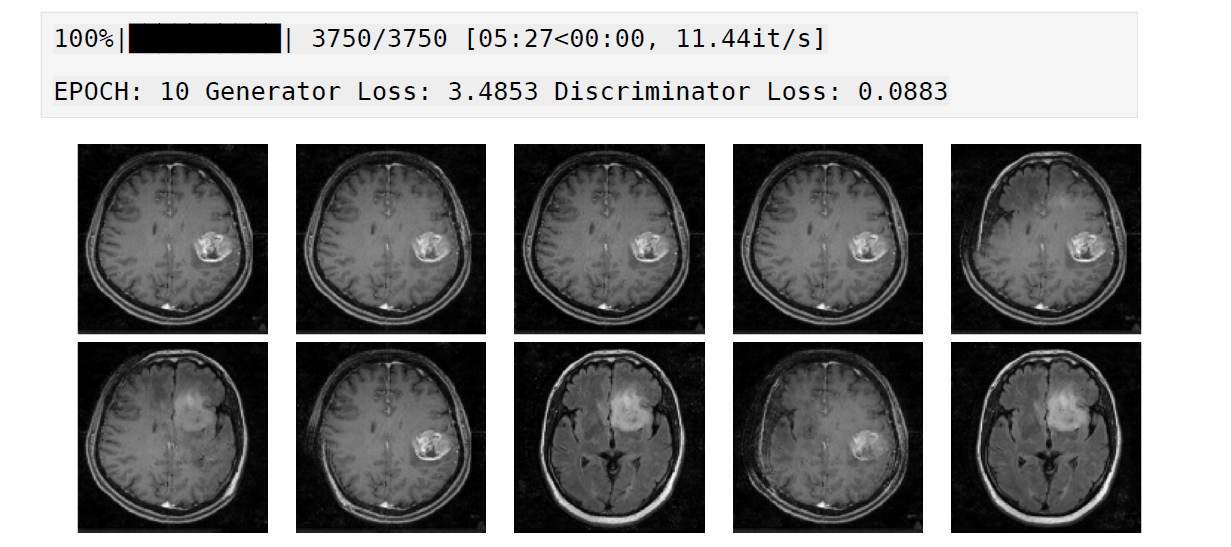 100%|██████████| 3750/3750 [05:27<00:00, 11.44it/s]
EPOCH: 10 Generator Loss: 3.4853 Discriminator Loss: 0.0883